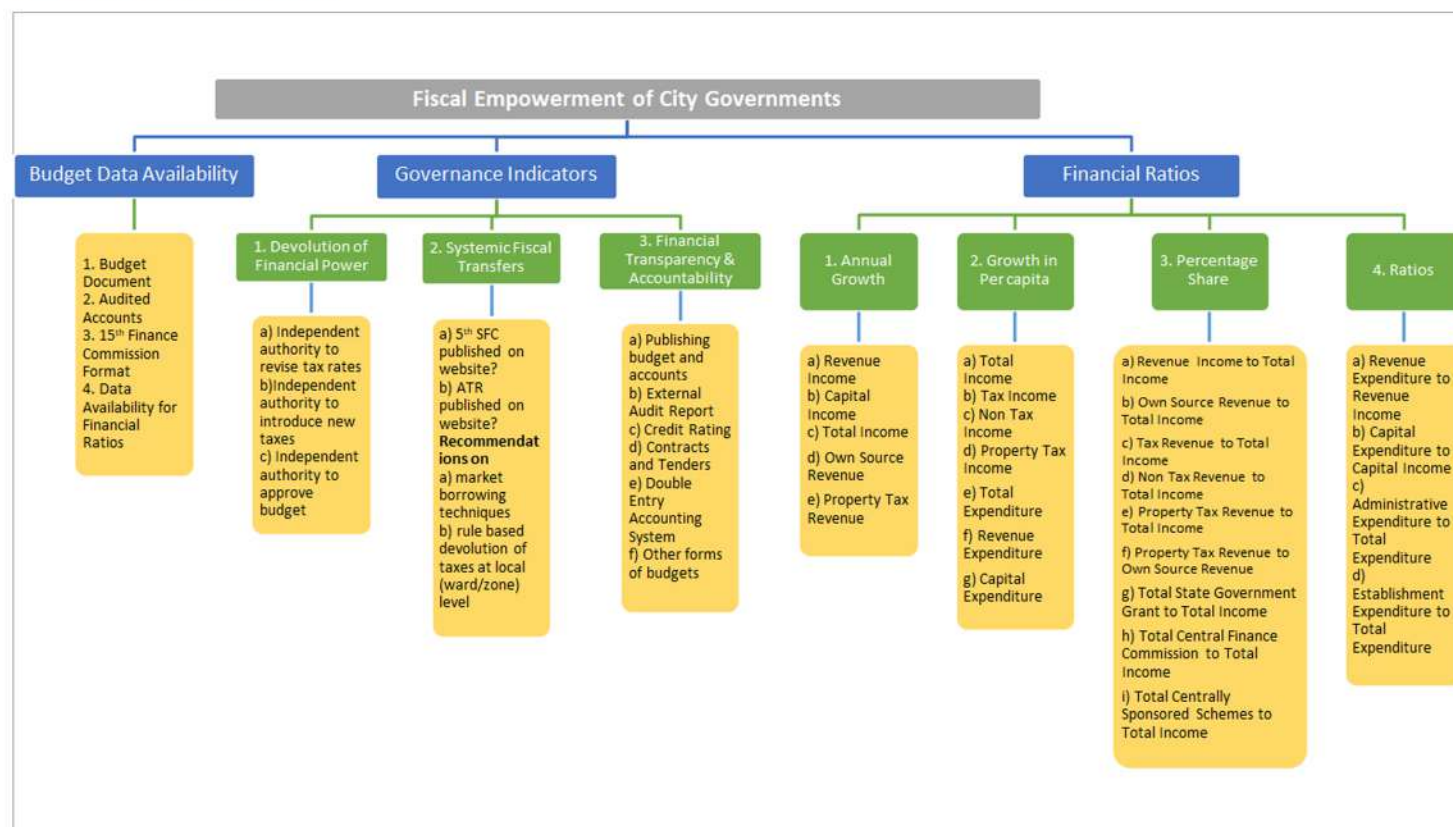 Fiscal Empowerment of City Governments
Budget Data Availability
Governance Indicators
Financial Ratios
1. Budget
Document
2. Audited
Accounts
3. 15th Finance
Commission
Format
4. Data
Availability for
Financial
Ratios
1. Devolution of
Financial Power
a) Independent
authority to
revise tax rates
b)Independent
authority to
introduce new
taxes
c) Independent
authority to
approve
budget
2. Systemic Fiscal
Transfers
a) 5th SFC
published on
website?
b) ATR
published on
website?
Recommendat
ions on
a) market
borrowing
techniques
b) rule based
devolution of
taxes at local
(ward/zone)
level
3. Financial
Transparency &
Accountability
a) Publishing
budget and
accounts
b) External
Audit Report
c) Credit Rating
d) Contracts
and Tenders
e) Double
Entry
Accounting
System
f) Other forms
of budgets
1. Annual
Growth
a) Revenue
Income
b) Capital
Income
c) Total Income
d) Own Source
Revenue
e) Property Tax
Revenue
2. Growth in
Per capita
a) Total
Income
b) Tax Income
c) Non Tax
Income
d) Property Tax
Income
e) Total
Expenditure
f) Revenue
Expenditure
g) Capital
Expenditure
3. Percentage
Share
a) Revenue Income to Total
Income
b) Own Source Revenue to
Total Income
c) Tax Revenue to Total
Income
d) Non Tax Revenue to
Total Income
e) Property Tax Revenue to
Total Income
f) Property Tax Revenue to
Own Source Revenue
g) Total State Government
Grant to Total Income
h) Total Central Finance
Commission to Total
Income
i) Total Centrally
Sponsored Schemes to
Total Income
4. Ratios
a) Revenue
Expenditure to
Revenue
Income
b) Capital
Expenditure to
Capital Income
c)
Administrative
Expenditure to
Total
Expenditure
d)
Establishment
Expenditure to
Total
Expenditure